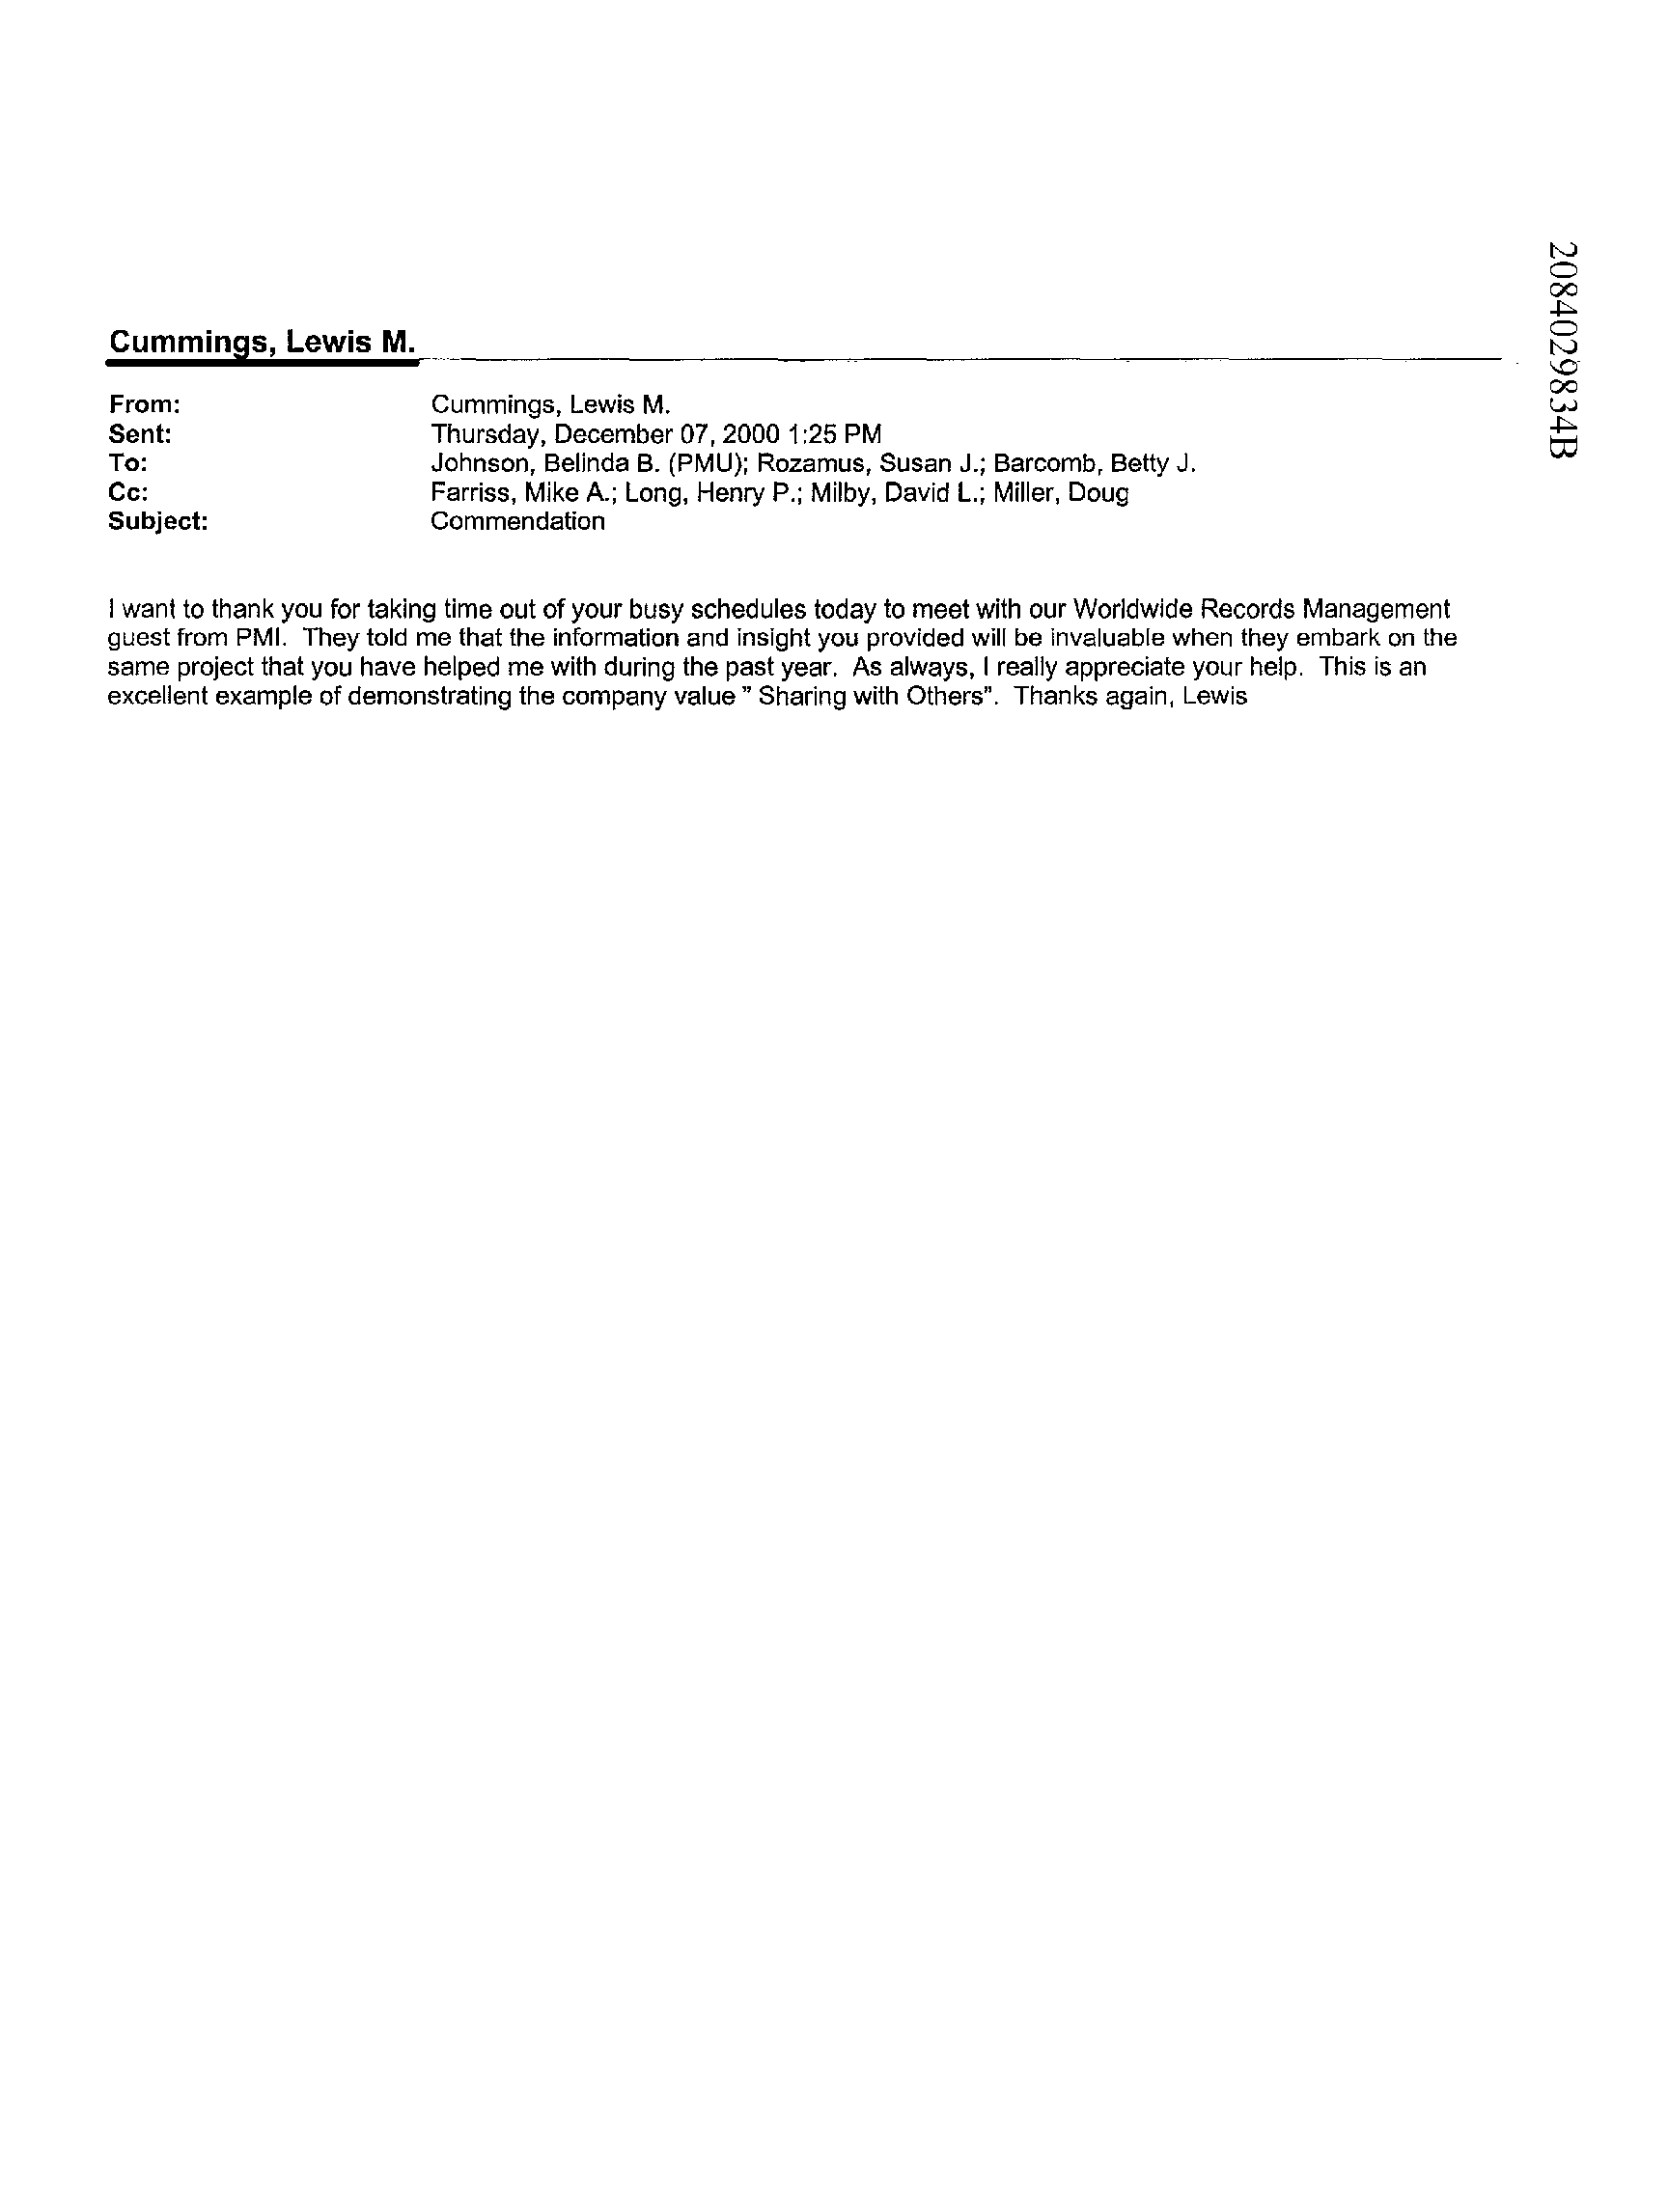 2084029834B
Cummings, Lewis M.
From: Cummings, Lewis M.
Sent: Thursday, December 07, 2000 1:25 PM
To: Johnson, Belinda B. (PMU); Rozamus, Susan J.; Barcomb, Betty J.
Cc: Farriss, Mike A.; Long, Henry P.; Milby, David L.; Miller, Doug
Subject: Commendation
I want to thank you for taking time out of your busy schedules today to meet with our Worldwide Records Management
guest from PMI.  They told me that the information and insight you provided will be invaluable when they embark on the
same project that you have helped me with during the past year.  As always, I really appreciate your help.  This is an
excellent example of demonstrating the company value ” Sharing with Others”.  Thanks again, Lewis